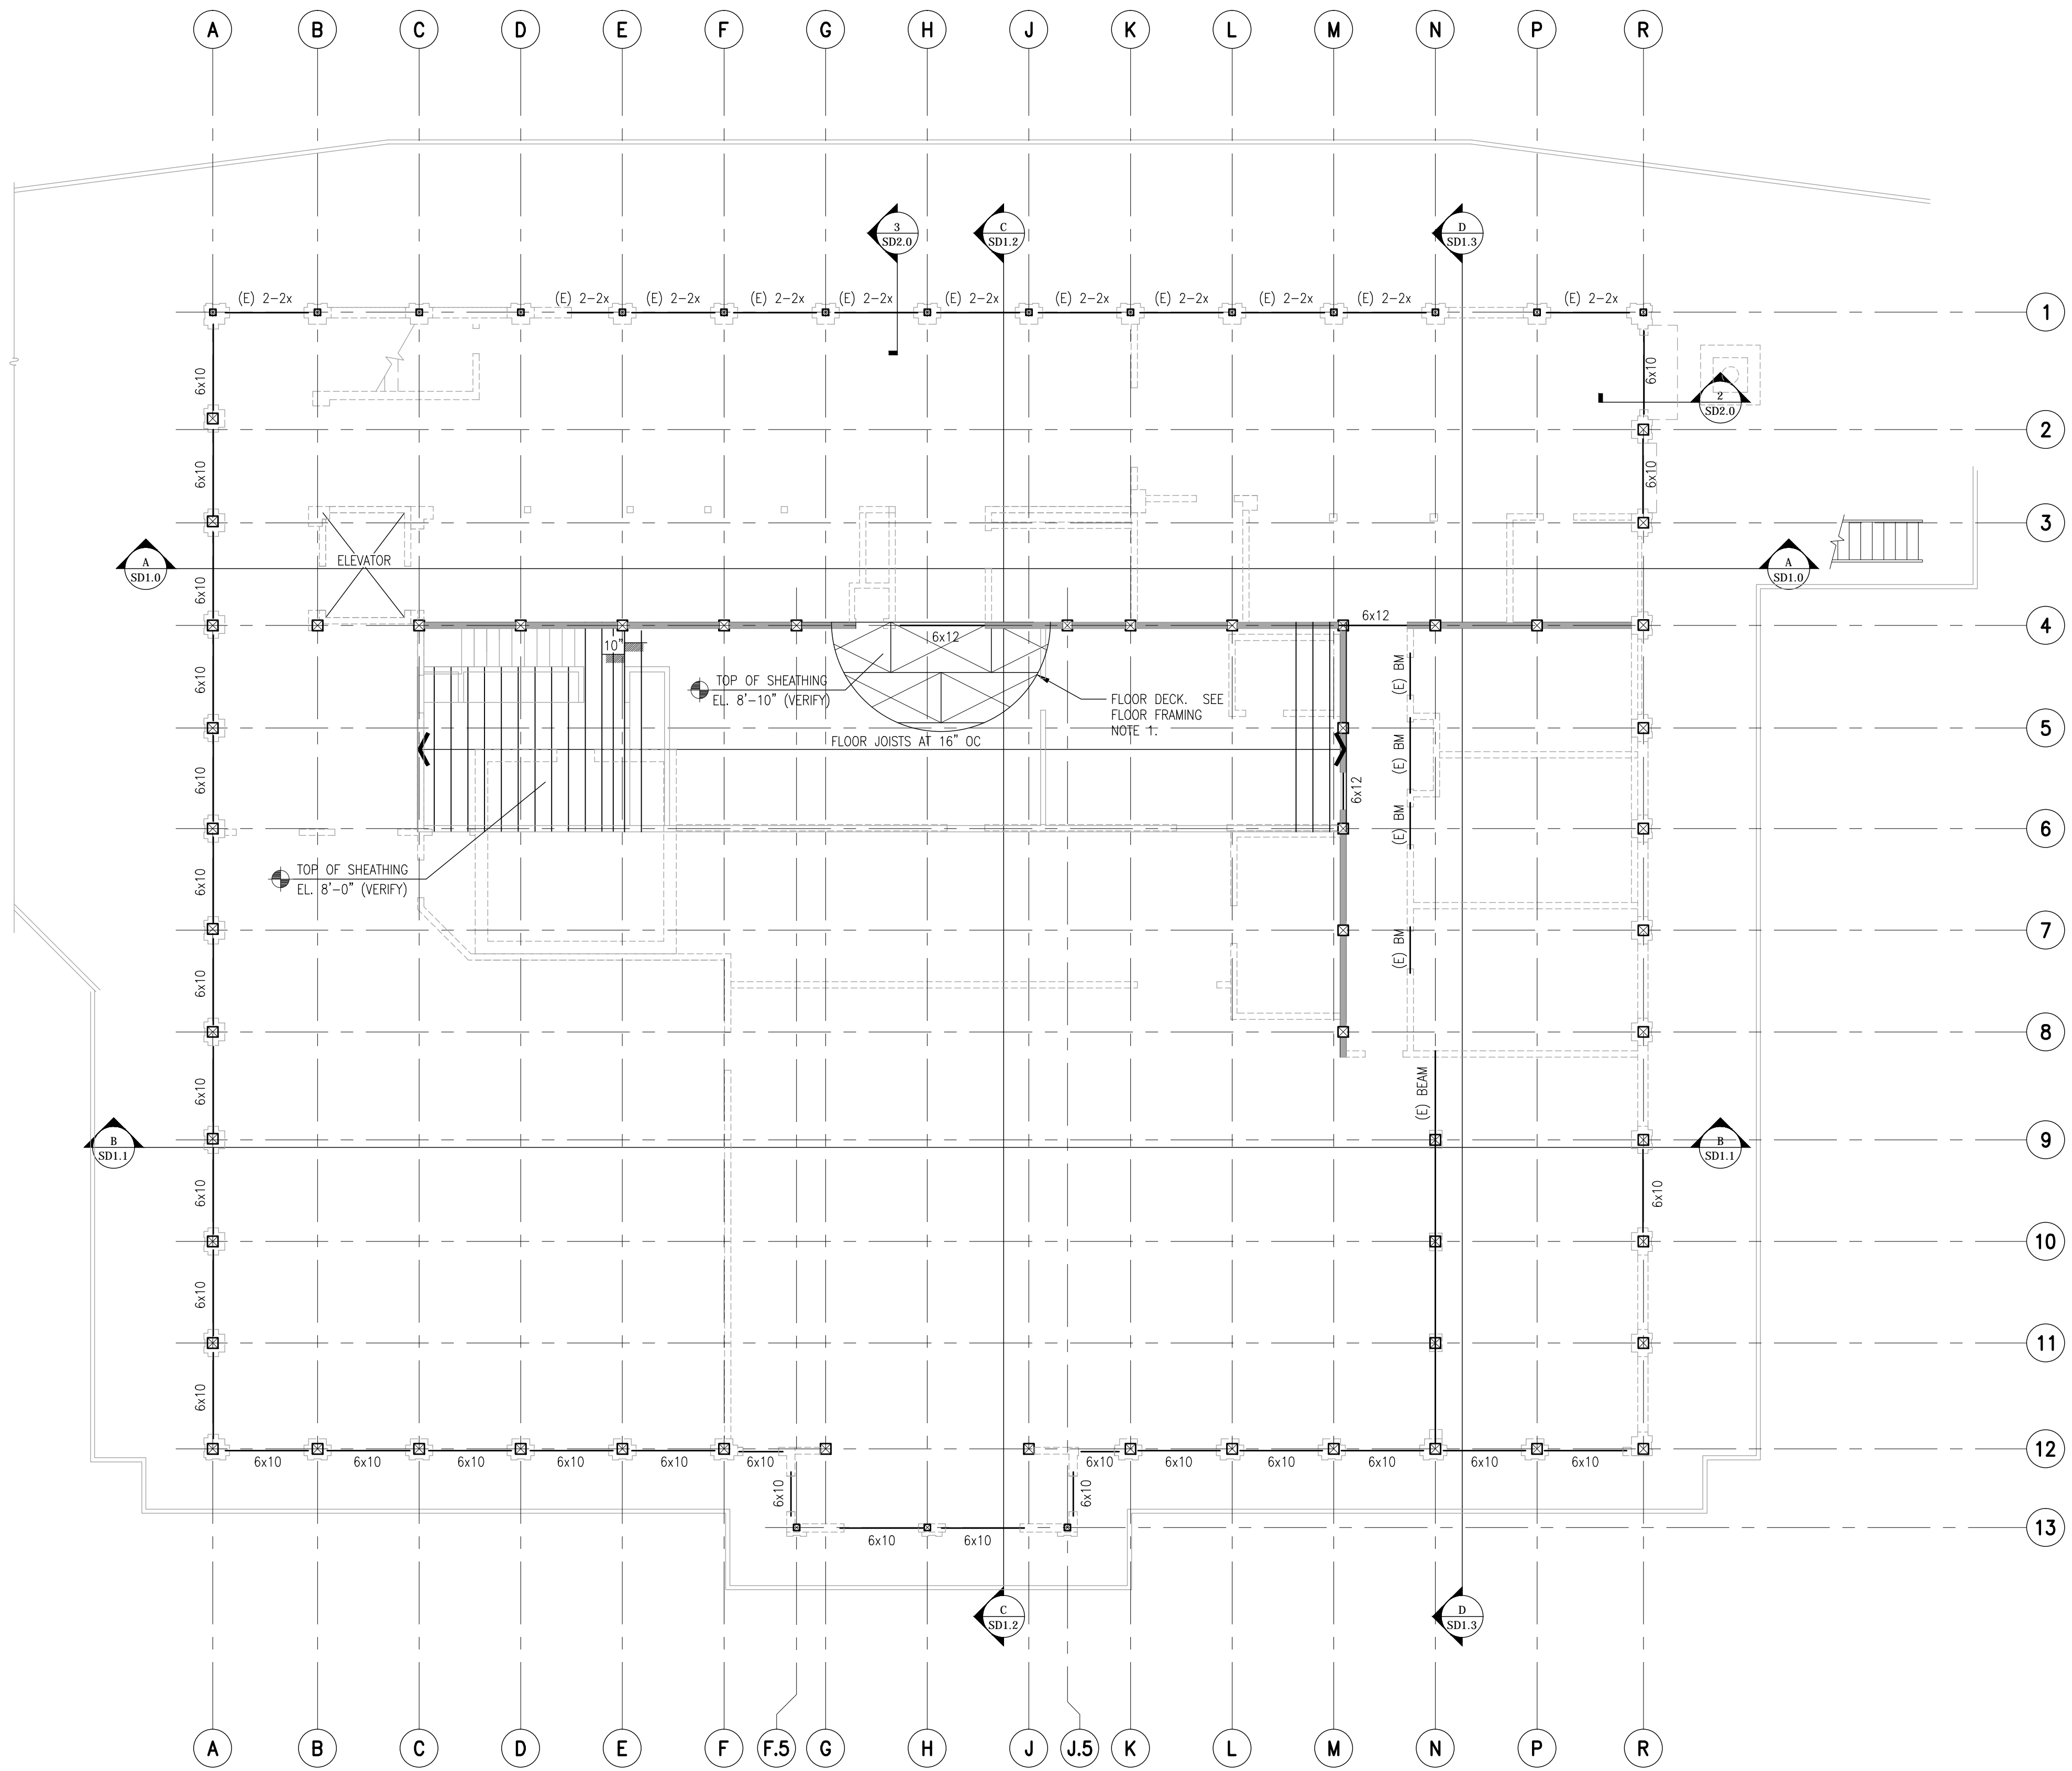 A B C D E F G H J K L M N P R
3
SD2.0
C
SD1.2
D
SD1.3
(E) 2-2x (E) 2-2x (E) 2-2x (E) 2-2x (E) 2-2x (E) 2-2x (E) 2-2x (E) 2-2x (E) 2-2x (E) 2-2x (E) 2-2x
1
6x10
6x10
2
SD2.0
2
6x10
6x10
3
ELEVATOR
A
SD1.0
A
SD1.0
6x10
6x12
4
10"
6x12
6x10
(E) BM
TOP OF SHEATHING
EL. 8'-10" (VERIFY)
FLOOR DECK. SEE
FLOOR FRAMING
NOTE 1.
5
FLOOR JOISTS AT 16" OC
6x10
(E) BM
6x12
(E) BM
6
TOP OF SHEATHING
EL. 8'-0" (VERIFY)
6x10
7
(E) BM
6x10
8
6x10
(E) BEAM
9
B
SD1.1
B
SD1.1
6x10
6x10
10
6x10
11
6x10
12
6x10 6x10 6x10 6x10 6x10 6x10 6x10 6x10 6x10 6x10 6x10 6x10
6x10
6x10
13
6x10 6x10
C
SD1.2
D
SD1.3
A B C D E F F.5 G H J J.5 K L M N P R